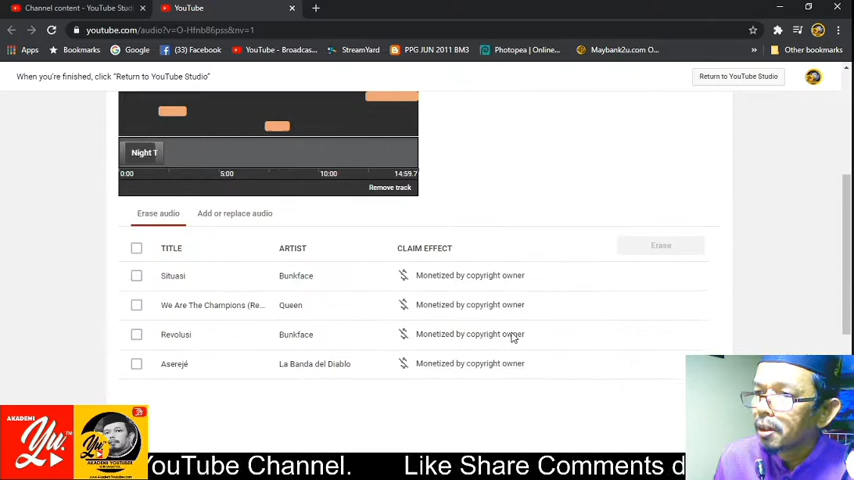 Channel content - YouTube Stud
YouTube
youtube.com/audio?v=O-Hfnb86pss&nv=1
Apps
Bookmarks
Google
(33) Facebook
YouTube - Broadcas...
StreamYard
PPG JUN 2011 BM3
Photopea | Online...
Maybank2u.com O...
Other bookmarks
When you're finished, click "Return to YouTube Studio"
Return to YouTube Studio
Night T
0:00
5:00
10:00
14:59.7
Remove track
Erase audio
Add or replace audio
TITLE
ARTIST
CLAIM EFFECT
Erase
Situasi
Bunkface
Monetized by copyright owner
We Are The Champions (Re...
Queen
Monetized by copyright owner
Revolusi
Bunkface
Monetized by copyright owner
Aserejé
La Banda del Diablo
Monetized by copyright owner
AKADEMI
Yu
AKADEMI
YOUTUBER
YouTube Channel.
Like Share Comments d